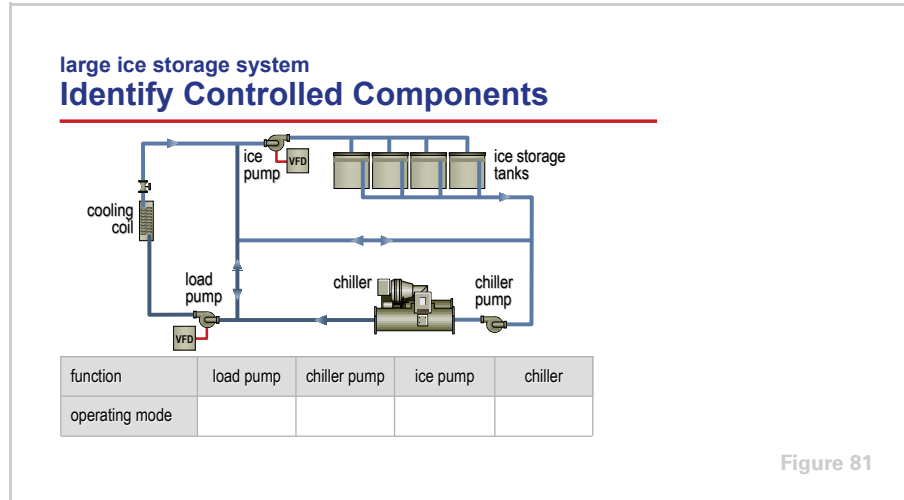 large ice storage system
Identify Controlled Components
ice
pump
VFD
ice storage
tanks
cooling
coil
load
pump
VFD
chiller
chiller
pump
function load pump chiller pump ice pump chiller
operating mode
Figure 81